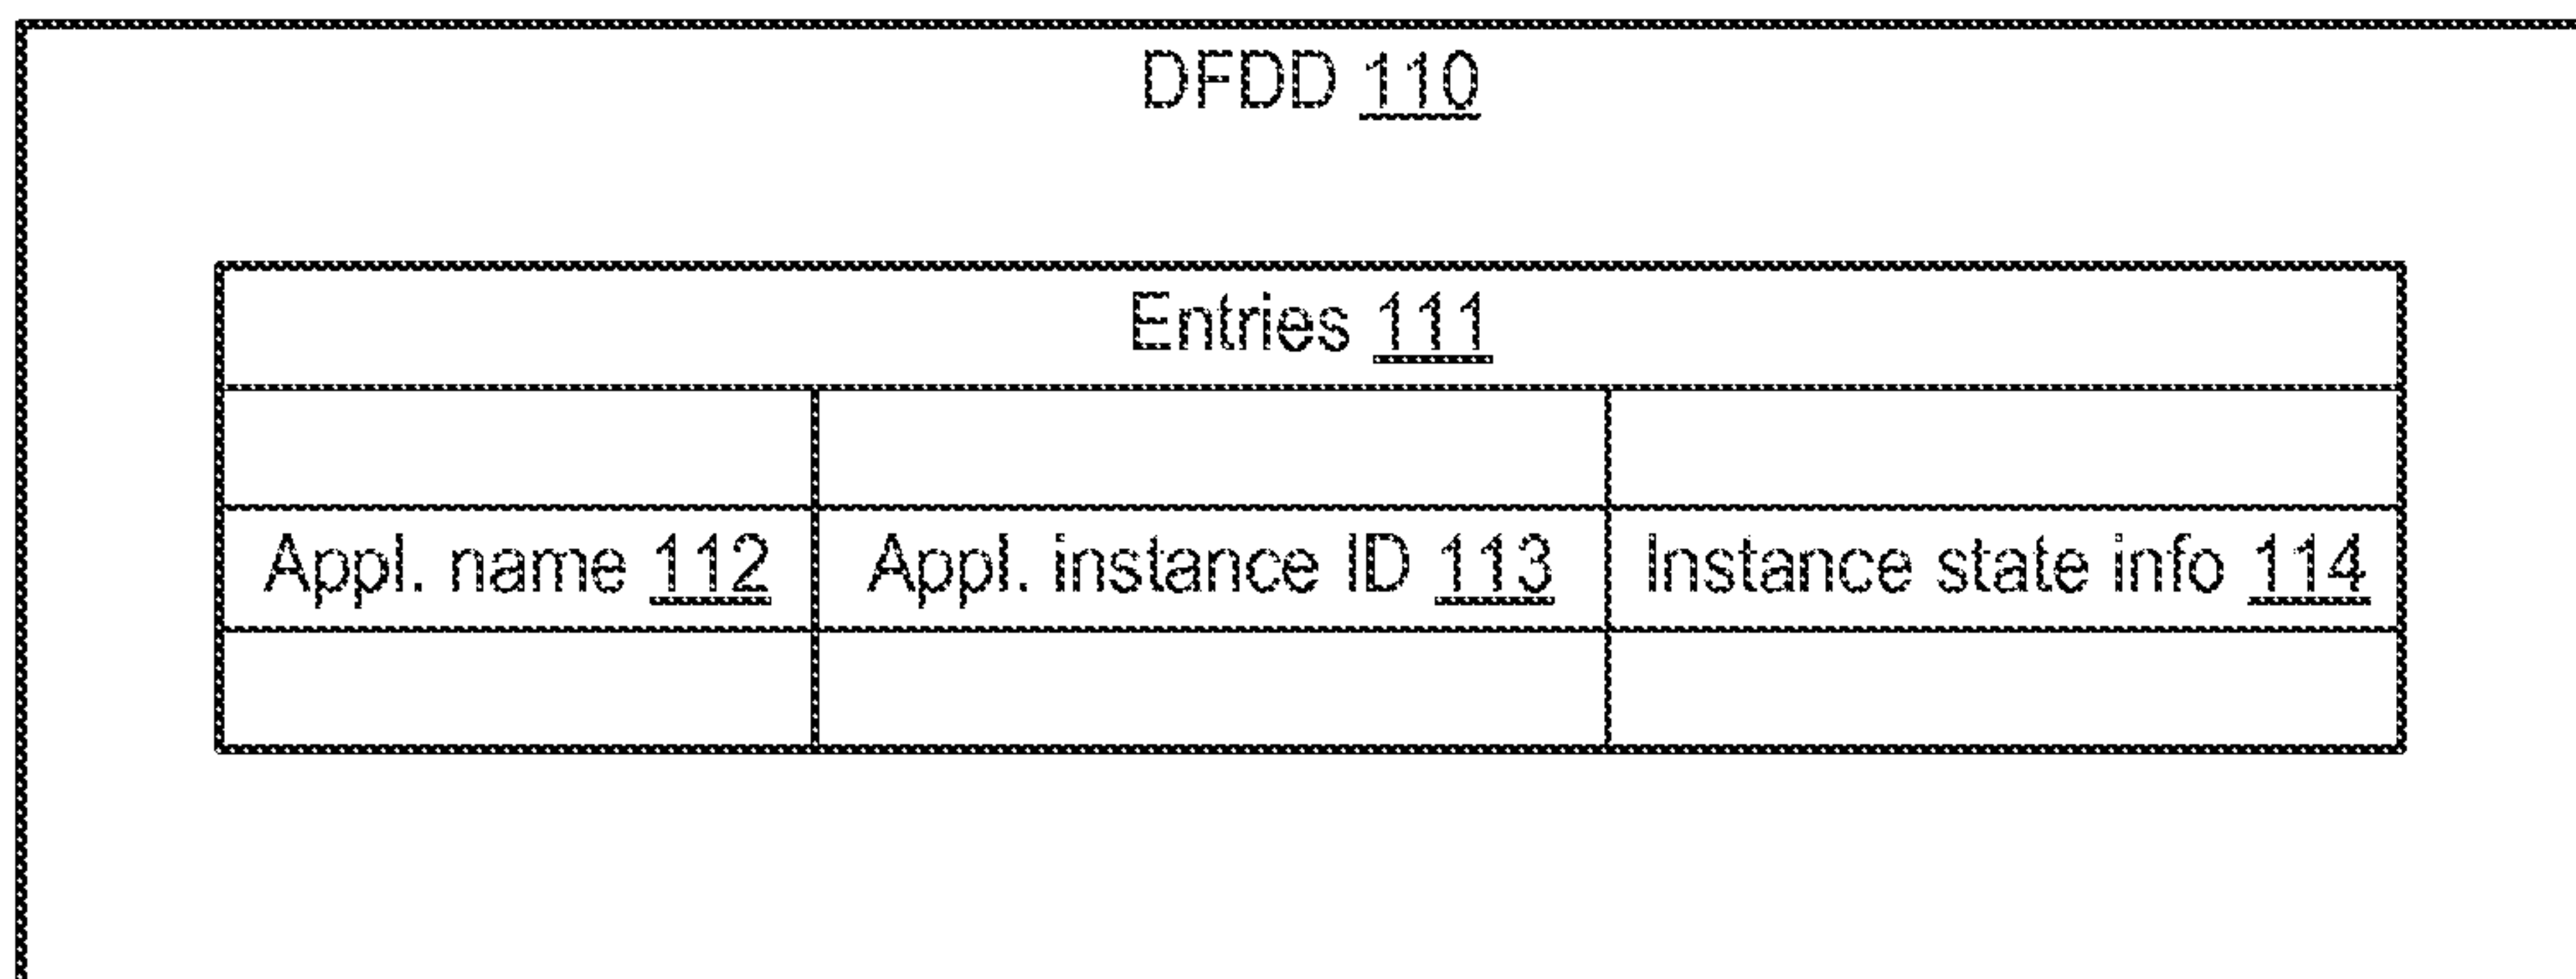 DFDD 110
Entries 111
Appl. name 112 Appl. instance ID 113 Instance state info 114